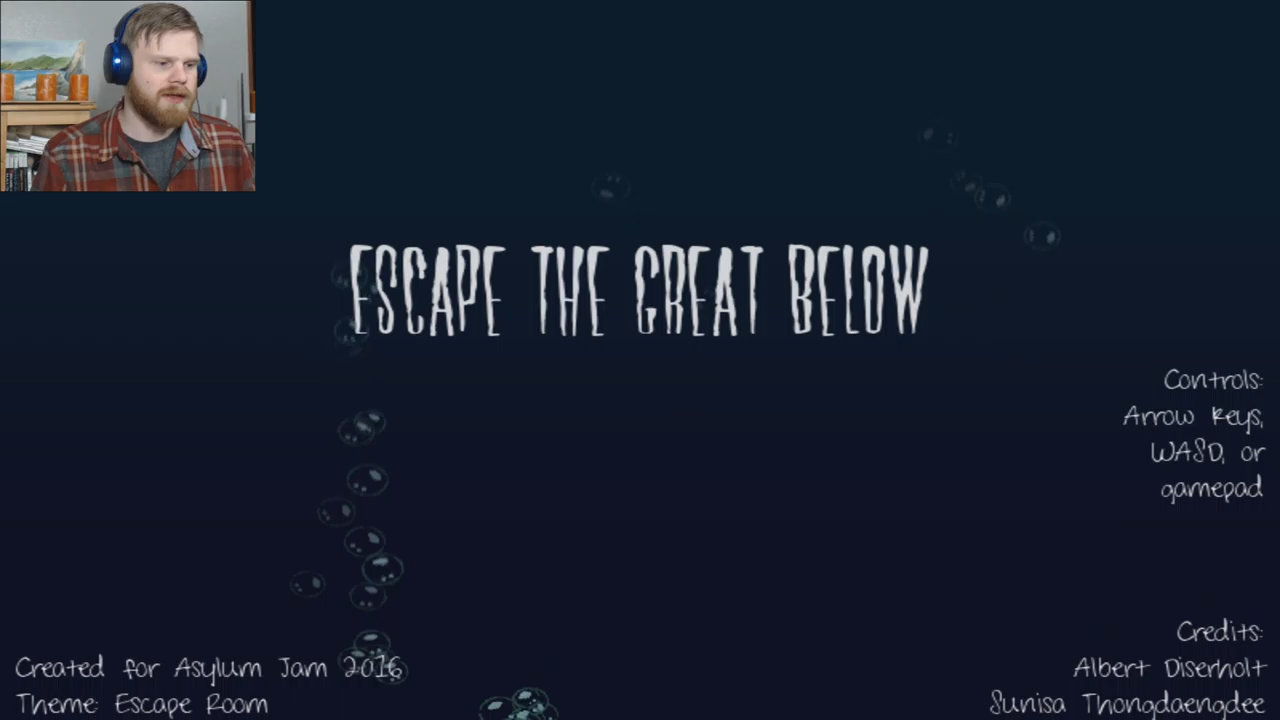 ESCAPE THE GREAT BELOW
Controls:
Arrow keys,
WASD, or
gamepad
Created for Asylum Jam 2016
Theme: Escape Room
Credits:
Albert Diserholt
Sunisa Thongdaengdee